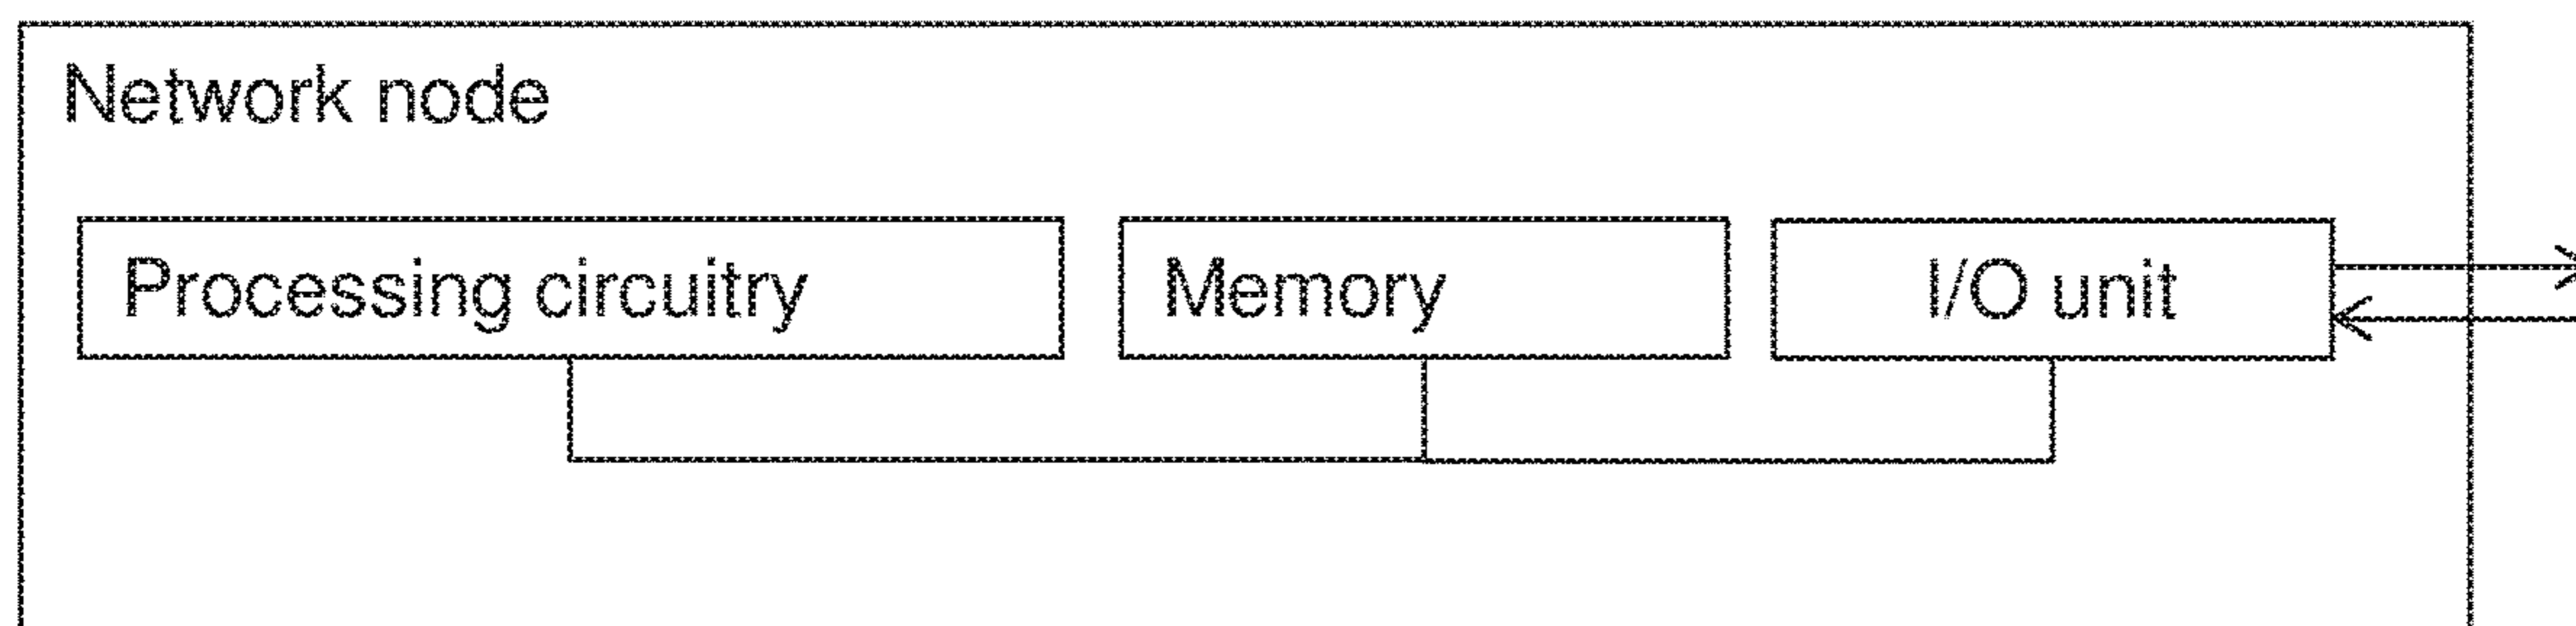 Network node
Processing circuitry
Memory
I/O unit